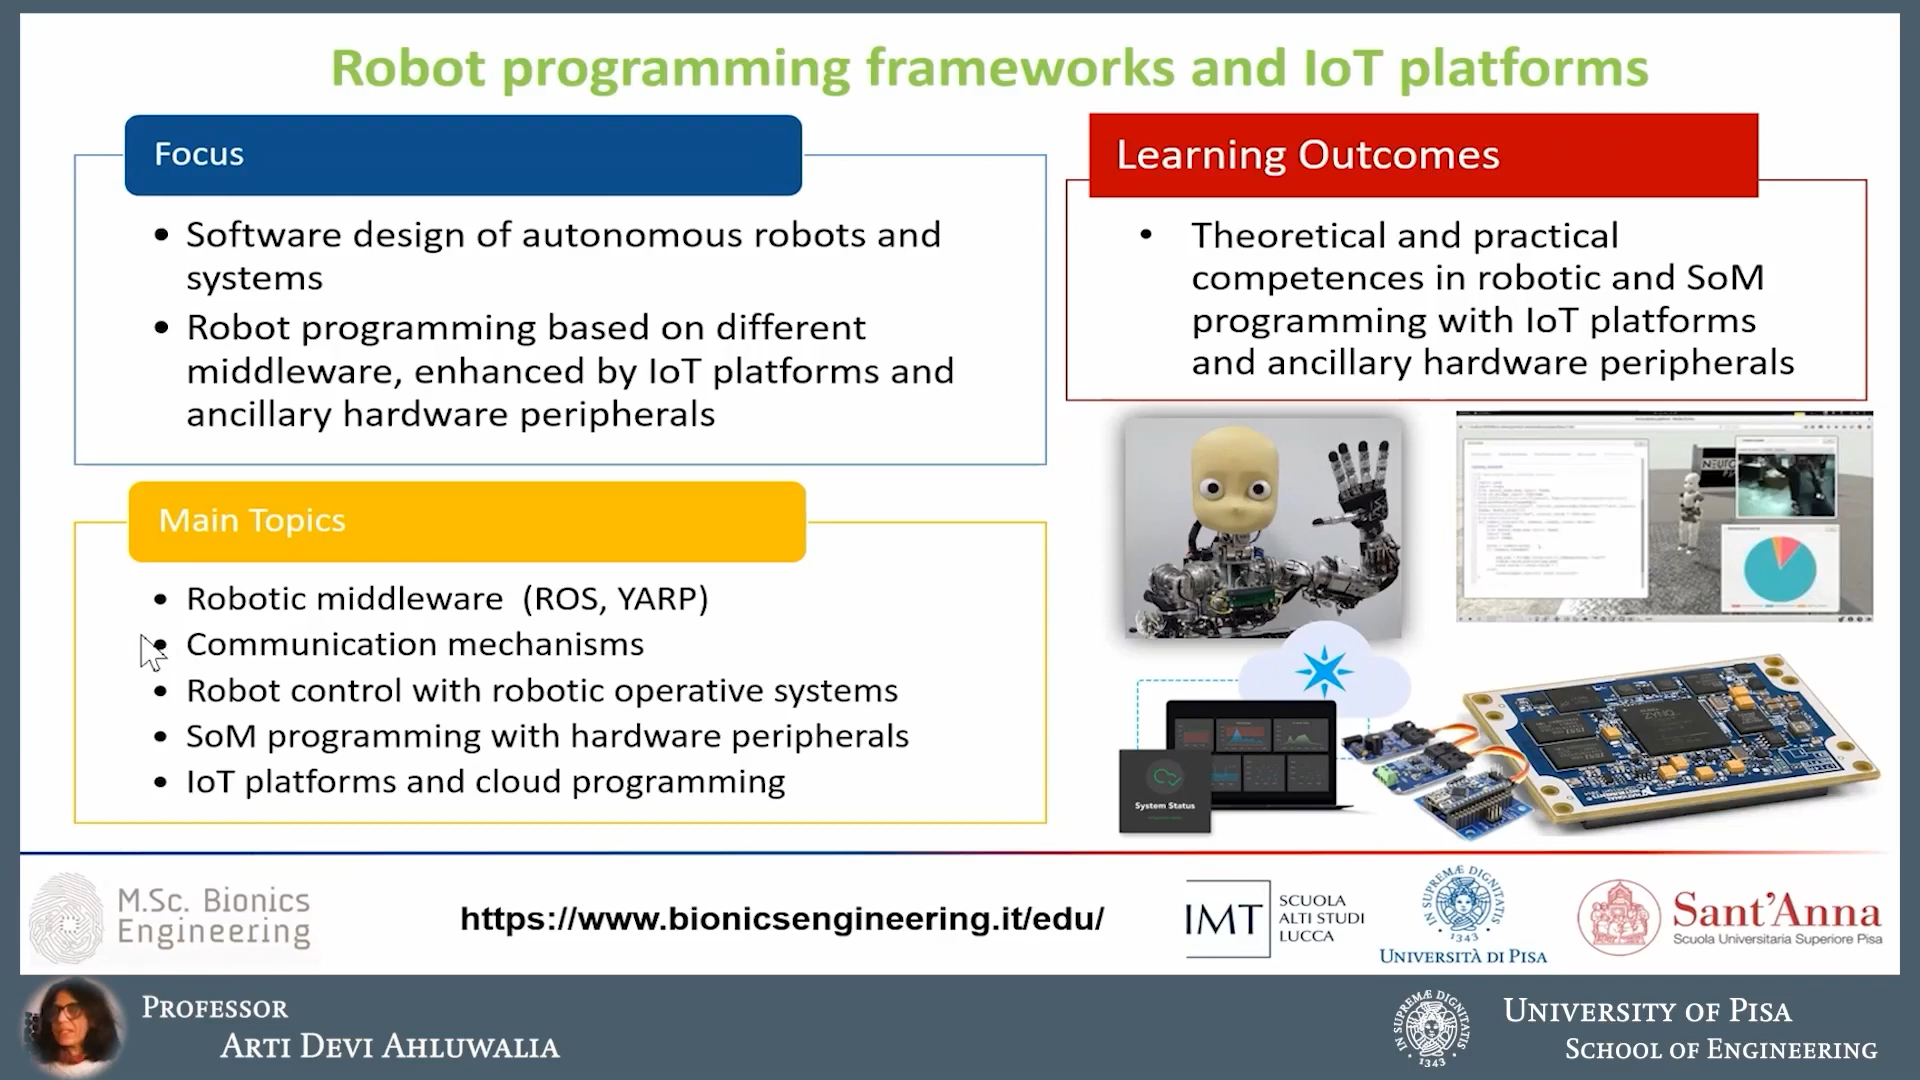 Robot programming frameworks and IoT platforms
Focus
• Software design of autonomous robots and
systems
• Robot programming based on different
middleware, enhanced by IoT platforms and
ancillary hardware peripherals
Learning Outcomes
• Theoretical and practical
competences in robotic and SoM
programming with IoT platforms
and ancillary hardware peripherals
Main Topics
• Robotic middleware (ROS, YARP)
• Communication mechanisms
• Robot control with robotic operative systems
• SoM programming with hardware peripherals
• IoT platforms and cloud programming
System Status
ZYNQ
M.Sc. Bionics
Engineering
https://www.bionicsengineering.it/edu/
IMT
SCUOLA
ALTI STUDI
LUCCA
IN SUPREMÆ DIGNITATIS
1343
UNIVERSITÀ DI PISA
Sant'Anna
Scuola Universitaria Superiore Pisa
PROFESSOR
ARTI DEVI AHLUWALIA
IN SUPREMÆ DIGNITATIS
1343
UNIVERSITY OF PISA
SCHOOL OF ENGINEERING